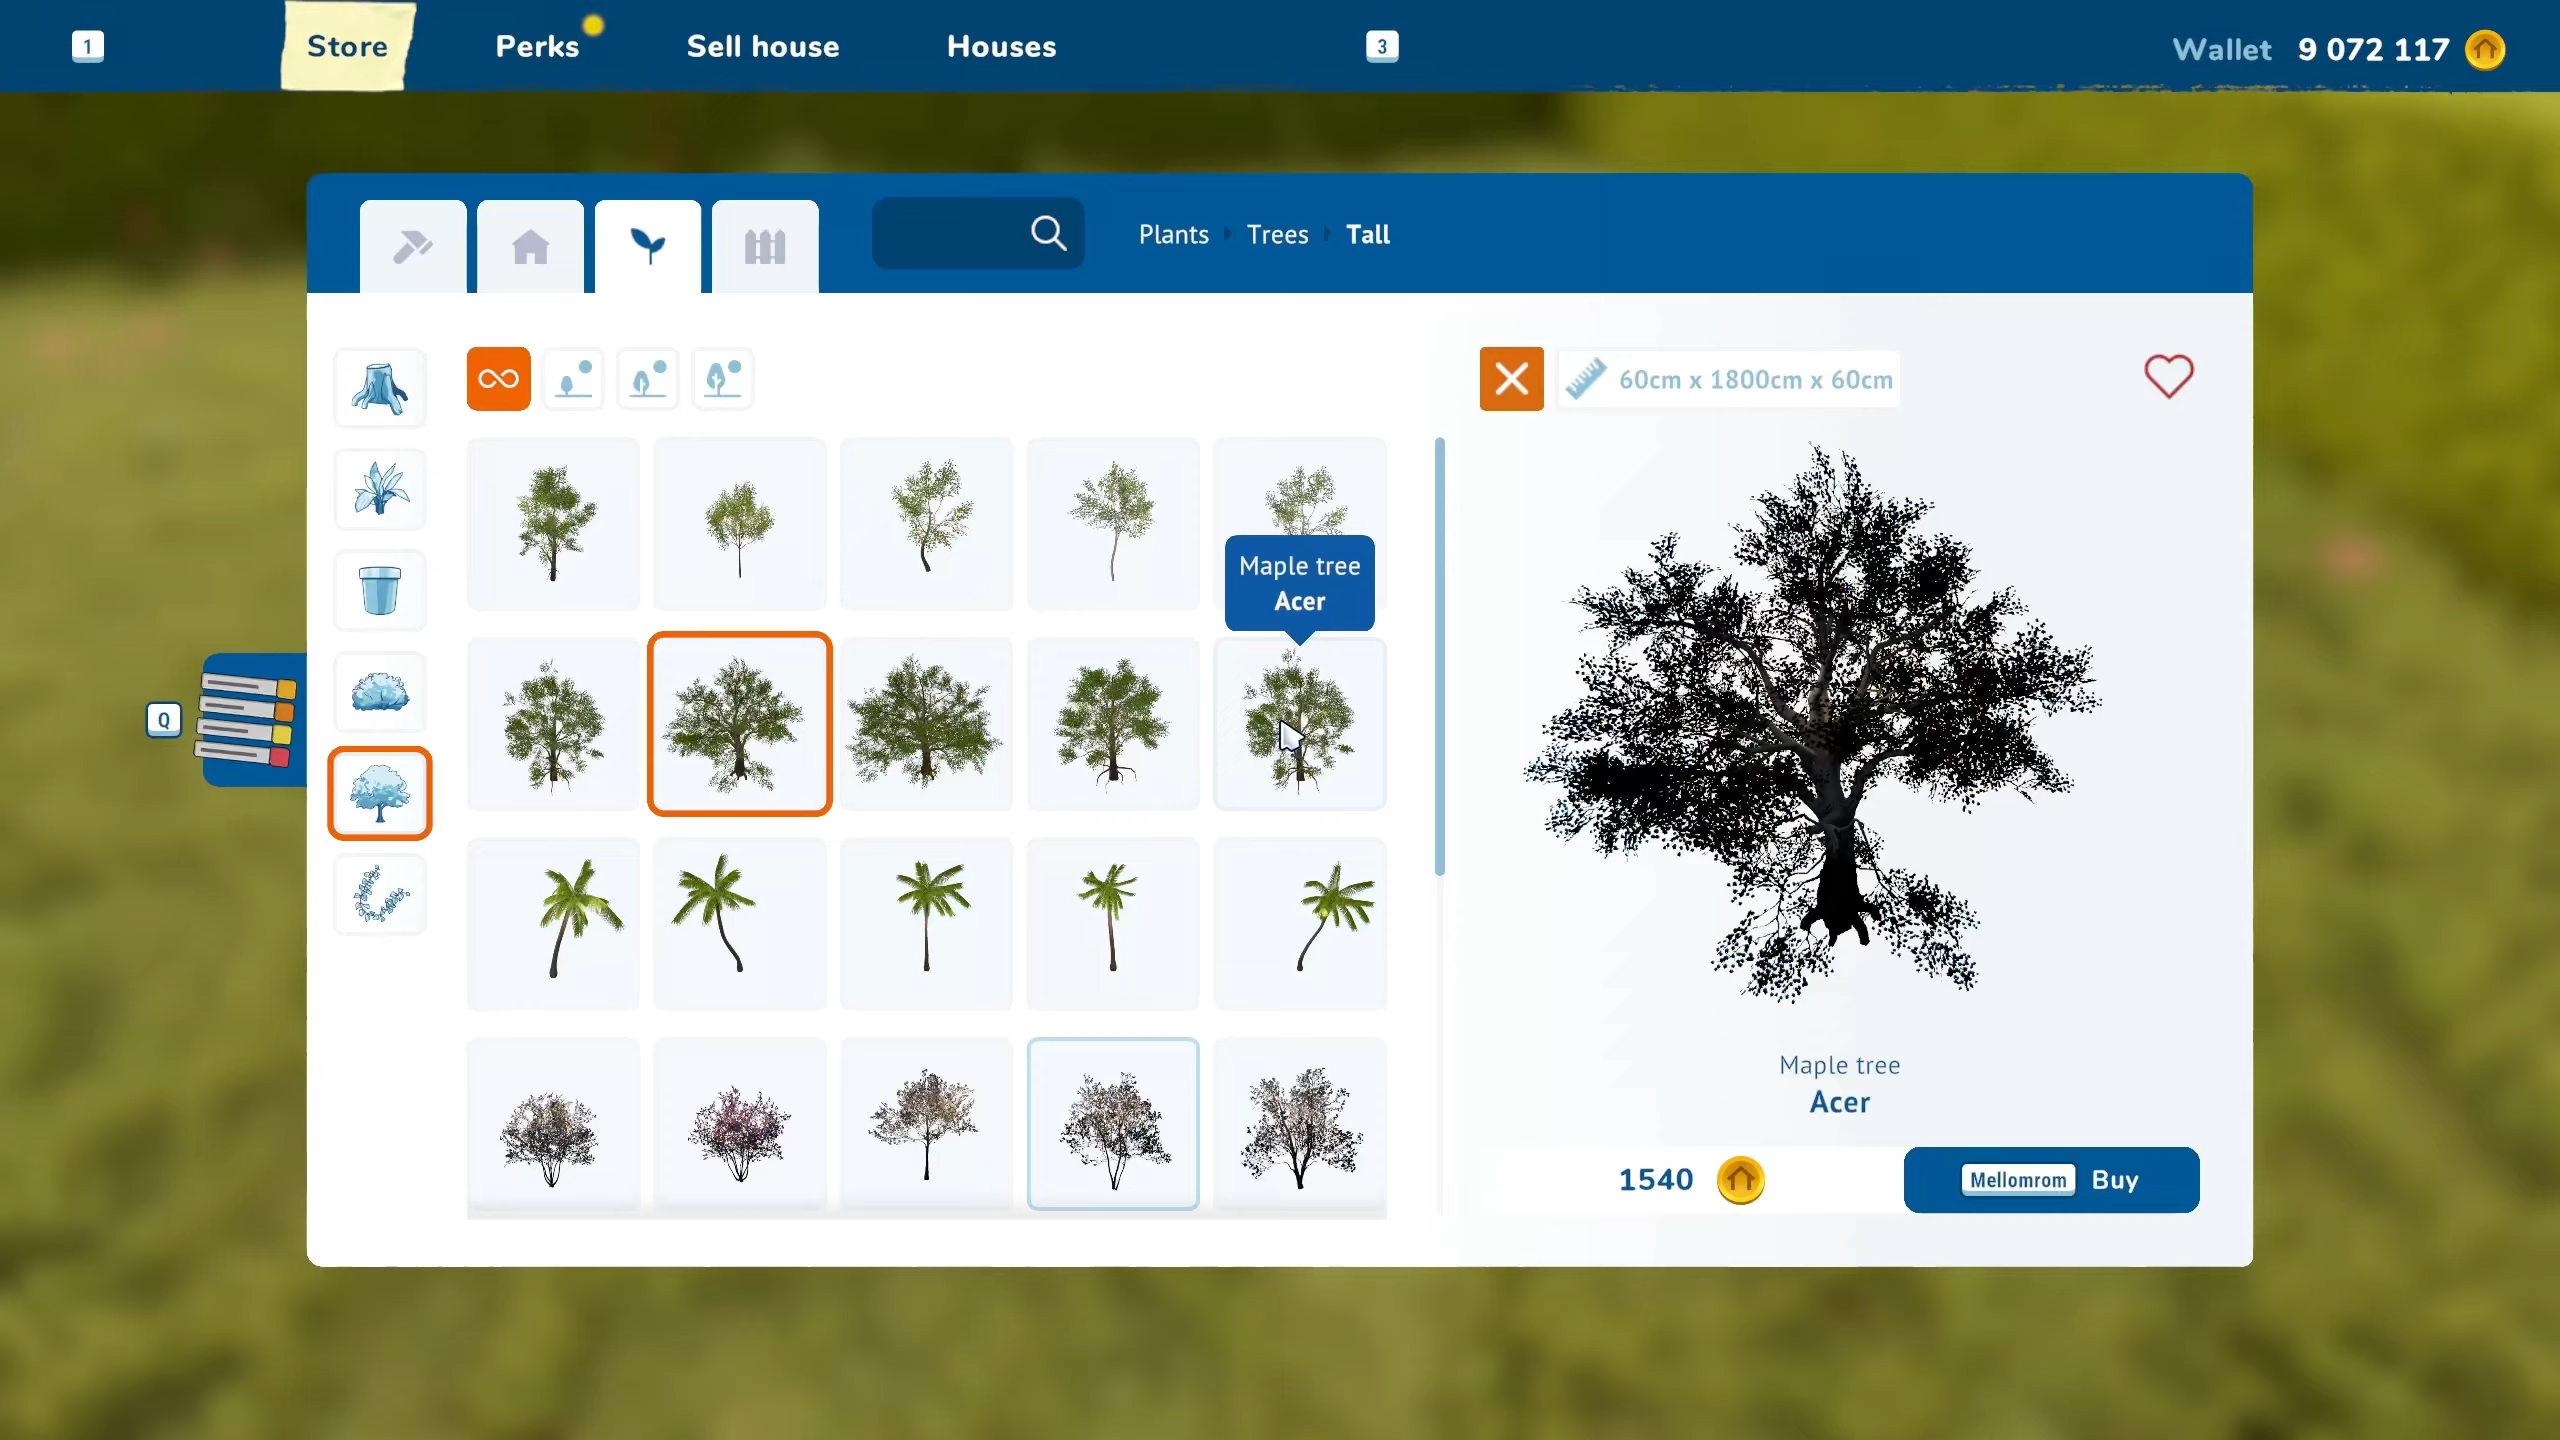 1
Store
Perks
Sell house
Houses
3
Wallet 9 072 117
Plants Trees Tall
60cm x 1800cm x 60cm
Maple tree
Acer
Q
Maple tree
Acer
1540
Mellomrom Buy